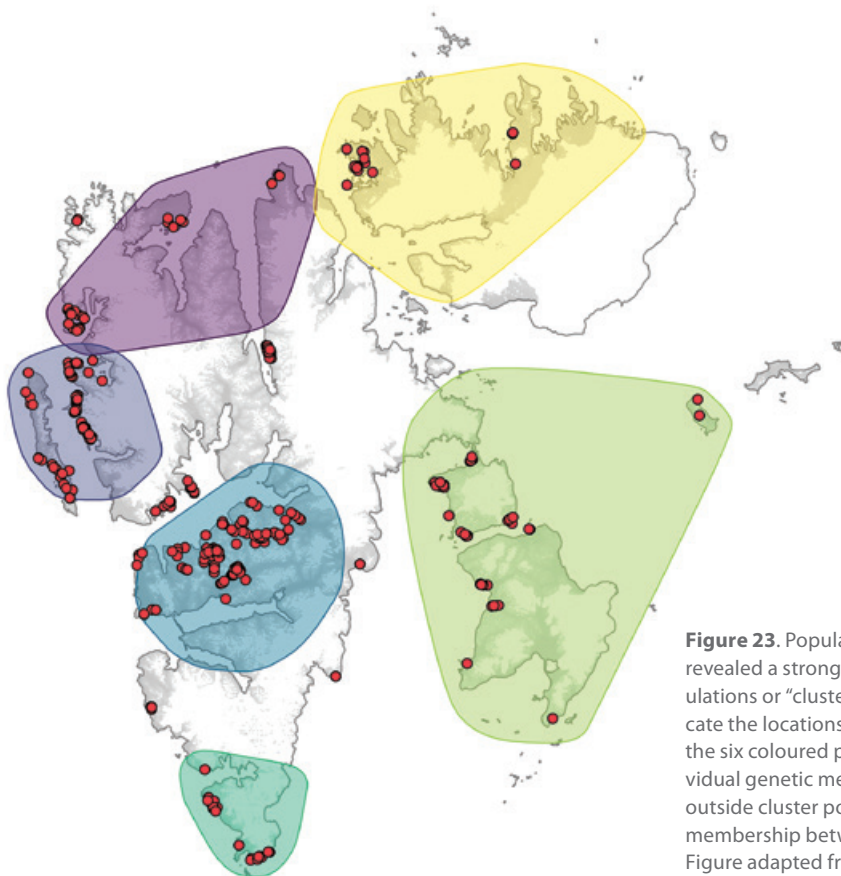 Figure 23. Popula
revealed a strong
ulations or “cluste
cate the locations
the six coloured p
vidual genetic me
outside cluster po
membership betw
Figure adapted fr